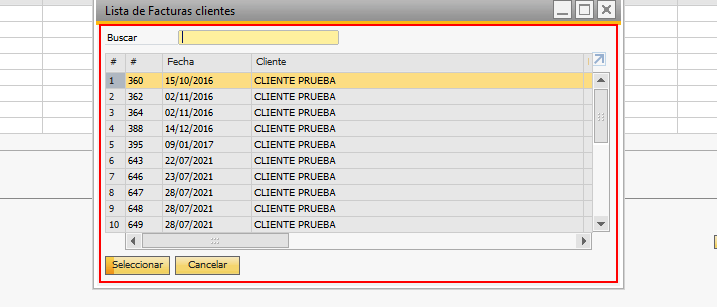 Lista de Facturas clientes
Buscar
# # Fecha Cliente
1 360 15/10/2016 CLIENTE PRUEBA
2 362 02/11/2016 CLIENTE PRUEBA
3 364 02/11/2016 CLIENTE PRUEBA
4 388 14/12/2016 CLIENTE PRUEBA
5 395 09/01/2017 CLIENTE PRUEBA
6 643 22/07/2021 CLIENTE PRUEBA
7 646 23/07/2021 CLIENTE PRUEBA
8 647 28/07/2021 CLIENTE PRUEBA
9 648 28/07/2021 CLIENTE PRUEBA
10 649 28/07/2021 CLIENTE PRUEBA
Seleccionar Cancelar